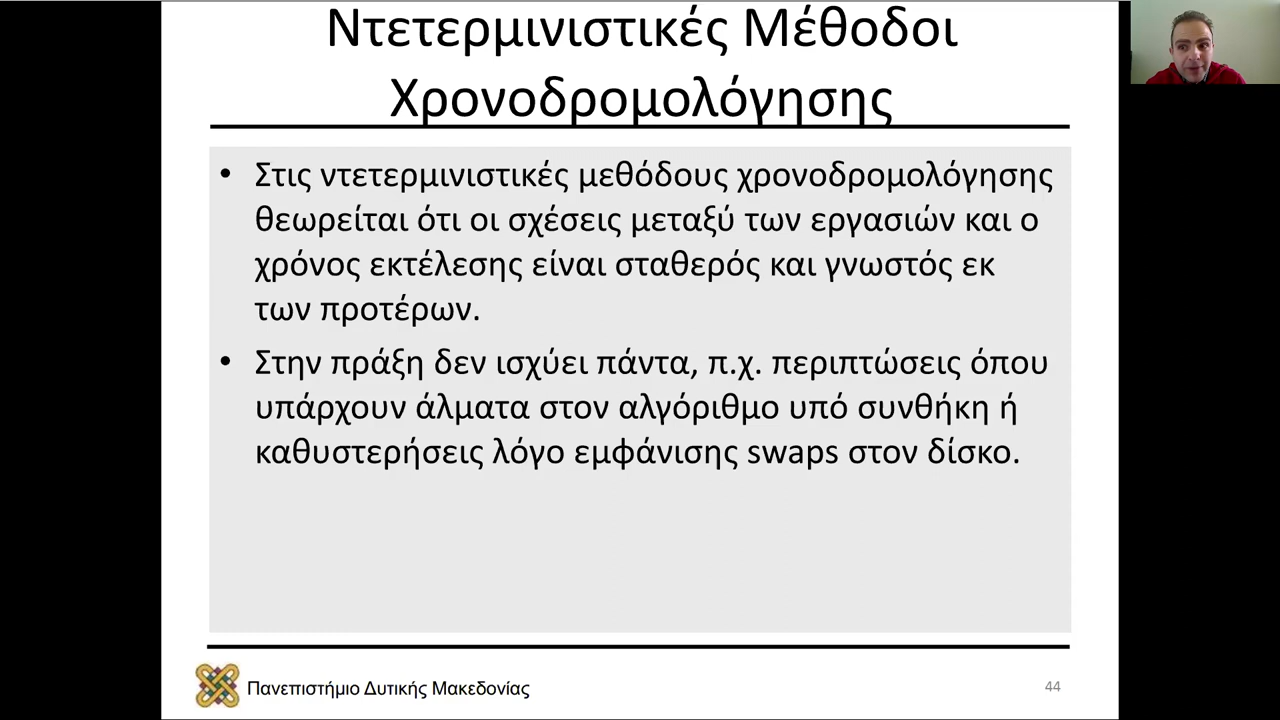 Ντετερμινιστικές Μέθοδοι
Χρονοδρομολόγησης
• Στις ντετερμινιστικές μεθόδους χρονοδρομολόγησης
θεωρείται ότι οι σχέσεις μεταξύ των εργασιών και ο
χρόνος εκτέλεσης είναι σταθερός και γνωστός εκ
των προτέρων.
• Στην πράξη δεν ισχύει πάντα, π.χ. περιπτώσεις όπου
υπάρχουν άλματα στον αλγόριθμο υπό συνθήκη ή
καθυστερήσεις λόγο εμφάνισης swaps στον δίσκο.
Πανεπιστήμιο Δυτικής Μακεδονίας
44